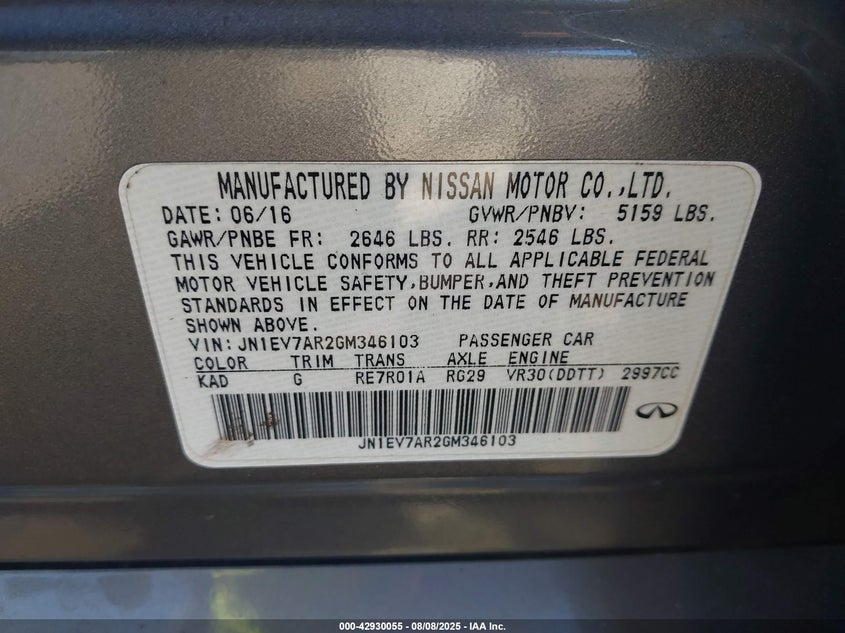 MANUFACTURED BY NISSAN MOTOR CO.,LTD.
DATE: 06/16 GVWR/PNBV: 5159 LBS.
GAWR/PNBE FR: 2646 LBS. RR: 2546 LBS.
THIS VEHICLE CONFORMS TO ALL APPLICABLE FEDERAL
MOTOR VEHICLE SAFETY,BUMPER,AND THEFT PREVENTION
STANDARDS IN EFFECT ON THE DATE OF MANUFACTURE
SHOWN ABOVE.
VIN: JN1EV7AR2GM346103 PASSENGER CAR
COLOR TRIM TRANS AXLE ENGINE
KAD G RE7R01A RG29 VR30(DDTT) 2997CC
JN1EV7AR2GM346103
000-42930055 - 08/08/2025 - IAA Inc.